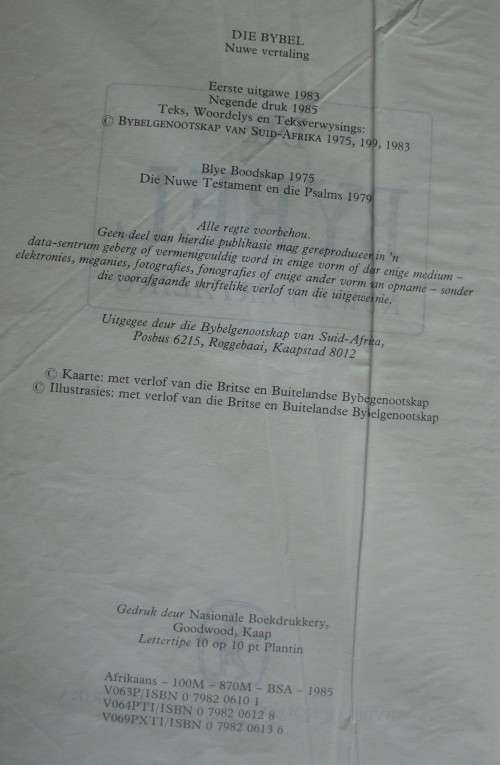 DIE BYBEL
Nuwe vertaling
Eerste uitgawe 1983
Negende druk 1985
Teks, Woordelys en Teksverwysings:
© BYBELGENOOTSKAP VAN SUID-AFRIKA 1975, 199, 1983
Blye Boodskap 1975
Die Nuwe Testament en die Psalms 1979
Alle regte voorbehou.
Geen deel van hierdie publikasie mag gereproduseer in 'n
data-sentrum geberg of vermenigvuldig word in enige vorm of dur enige medium –
elektronies, meganies, fotografies, fonografies of enige ander vorm van opname – sonder
die voorafgaande skriftelike verlof van die uitgewernie.
Uitgegee deur die Bybelgenootskap van Suid-Afrika,
Posbus 6215, Roggebaai, Kaapstad 8012
© Kaarte: met verlof van die Britse en Buitelandse Bybegenootskap
© Illustrasies: met verlof van die Britse en Buitelandse Bybelgenootskap
Gedruk deur Nasionale Boekdrukkery,
Goodwood, Kaap
Lettertipe 10 op 10 pt Plantin
Afrikaans – 100M – 870M – BSA – 1985
V063P/ISBN 0 7982 0610 1
V064PTI/ISBN 0 7982 0612 8
V069PXTI/ISBN 0 7982 0613 6